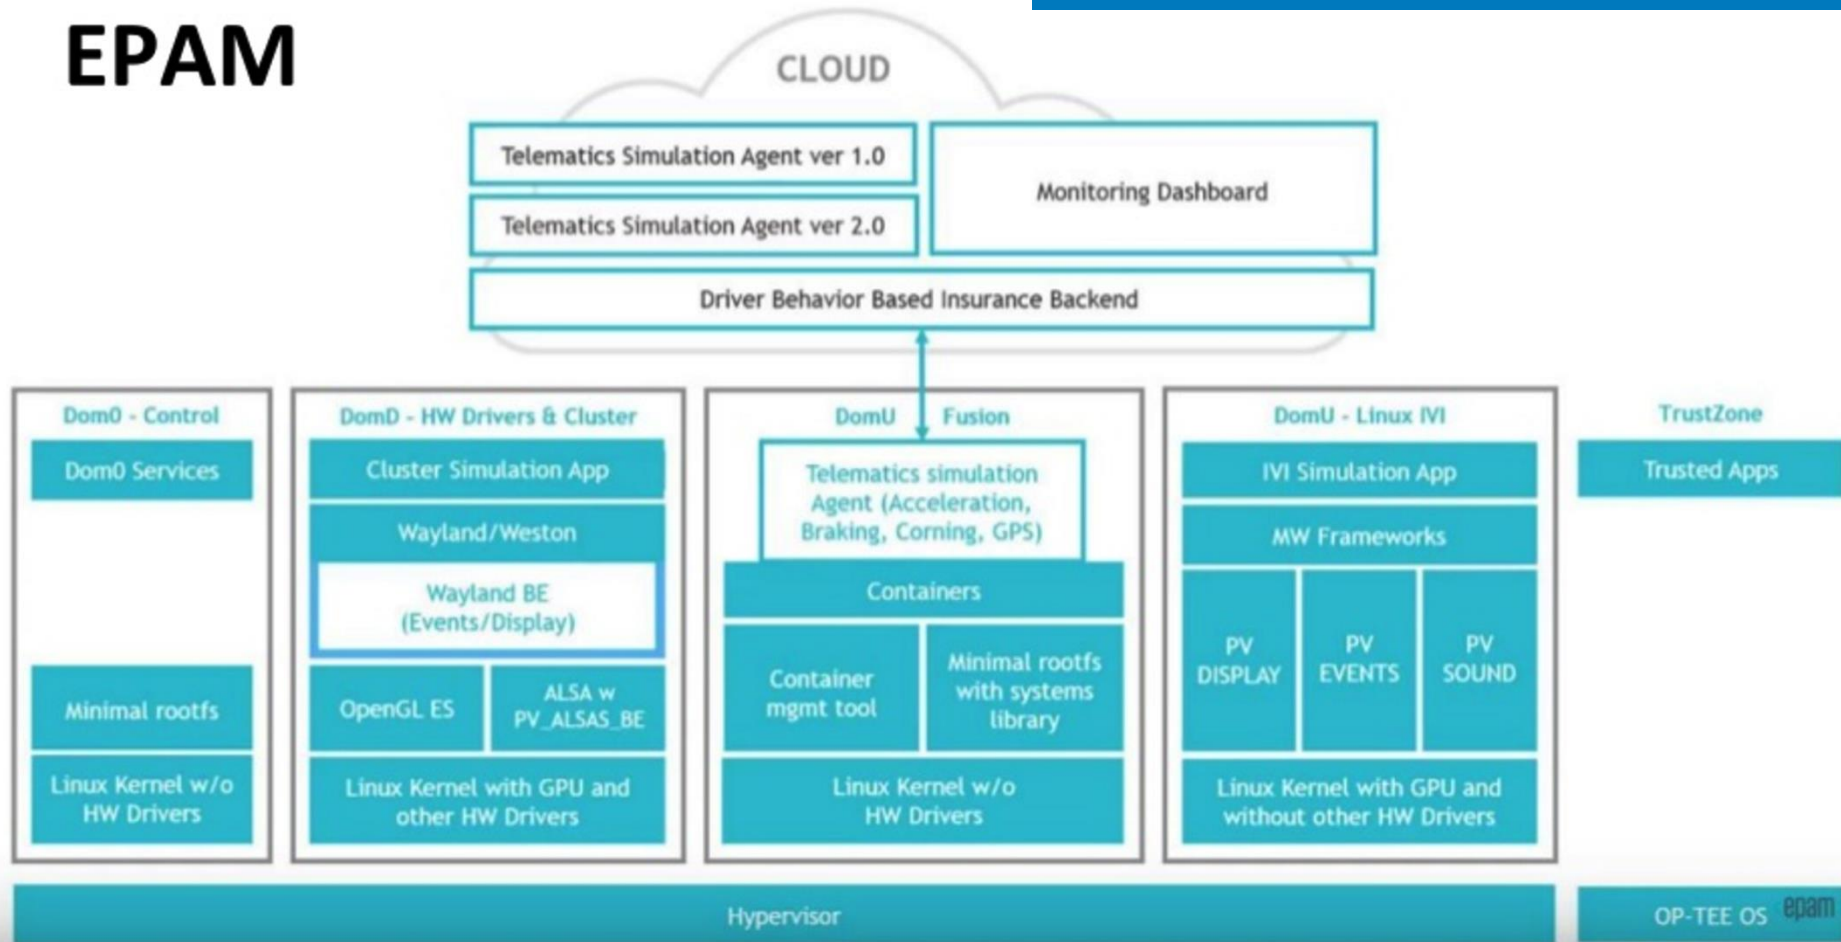 EPAM
CLOUD
Telematics Simulation Agent ver 1.0
Telematics Simulation Agent ver 2.0
Monitoring Dashboard
Driver Behavior Based Insurance Backend
Dom0 - Control
Dom0 Services
Minimal rootfs
Linux Kernel w/o
HW Drivers
DomD - HW Drivers & Cluster
Cluster Simulation App
Wayland/Weston
Wayland BE
(Events/Display)
OpenGL ES
ALSA w
PV_ALSAS_BE
Linux Kernel with GPU and
other HW Drivers
DomU Fusion
Telematics simulation
Agent (Acceleration,
Braking, Corning, GPS)
Containers
Container
mgmt tool
Minimal rootfs
with systems
library
Linux Kernel w/o
HW Drivers
DomU - Linux IVI
IVI Simulation App
MW Frameworks
PV
DISPLAY
PV
EVENTS
PV
SOUND
Linux Kernel with GPU and
without other HW Drivers
TrustZone
Trusted Apps
Hypervisor
OP-TEE OS
epam